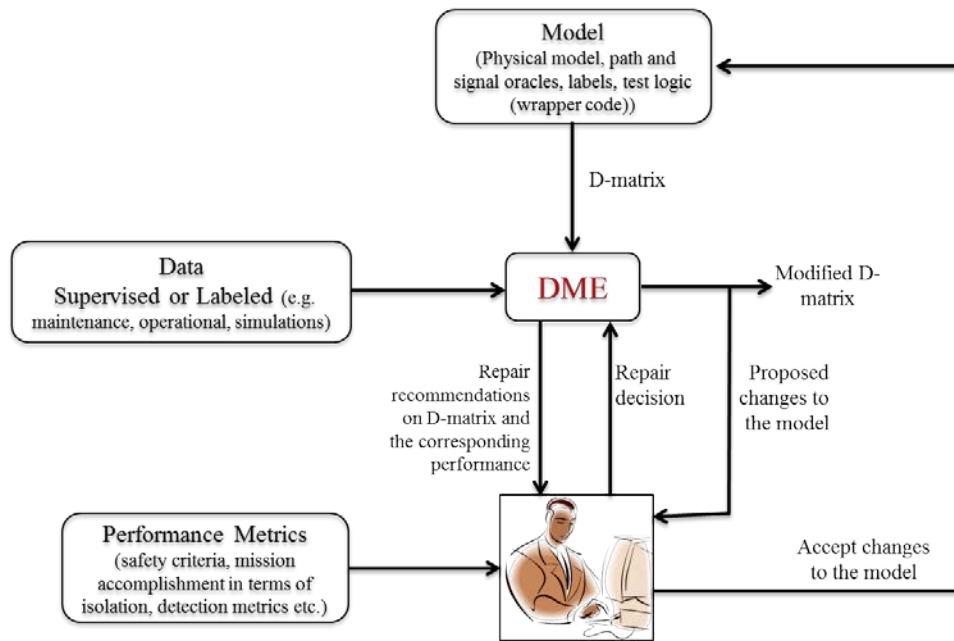 Model
(Physical model, path and
signal oracles, labels, test logic
(wrapper code))
D-matrix
Data
Supervised or Labeled (e.g.
maintenance, operational, simulations)
DME
Modified D-
matrix
Repair
recommendations
on D-matrix and
the corresponding
performance
Repair
decision
Proposed
changes to
the model
Performance Metrics
(safety criteria, mission
accomplishment in terms of
isolation, detection metrics etc.)
Accept changes
to the model